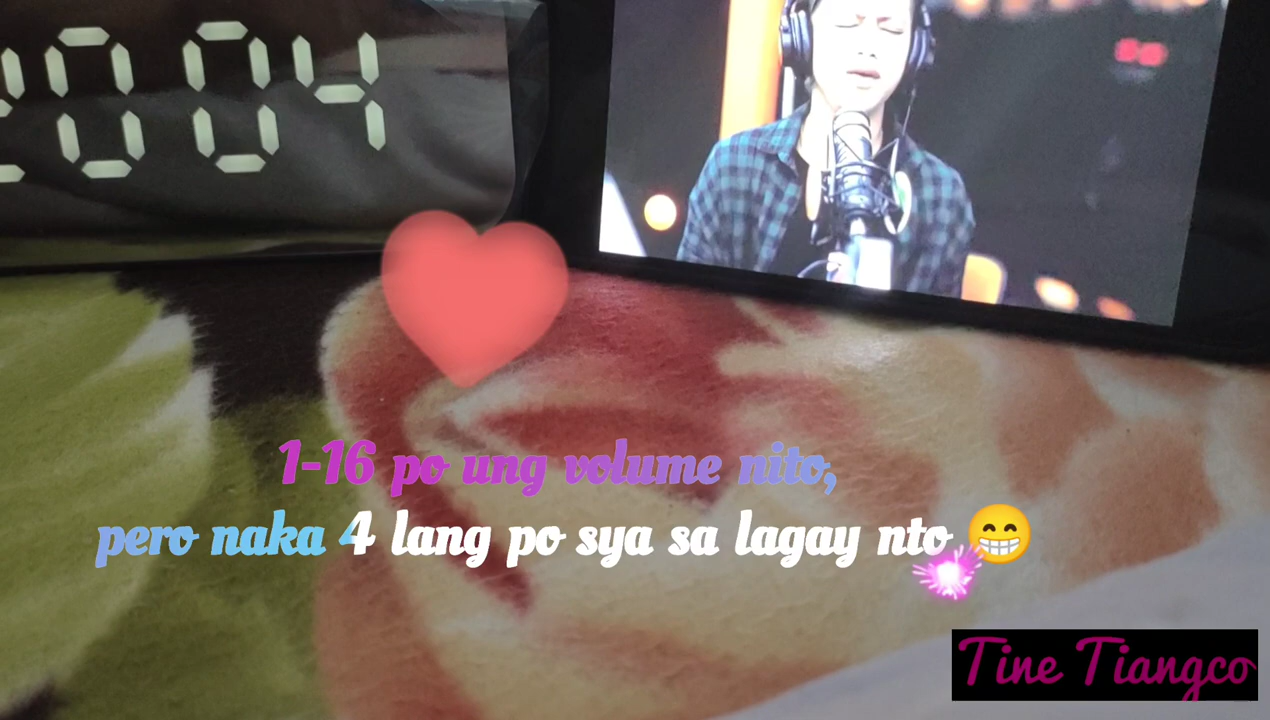 2004
1-16 po ung volume nito,
pero naka 4 lang po sya sa lagay nto
Tine Tiangco